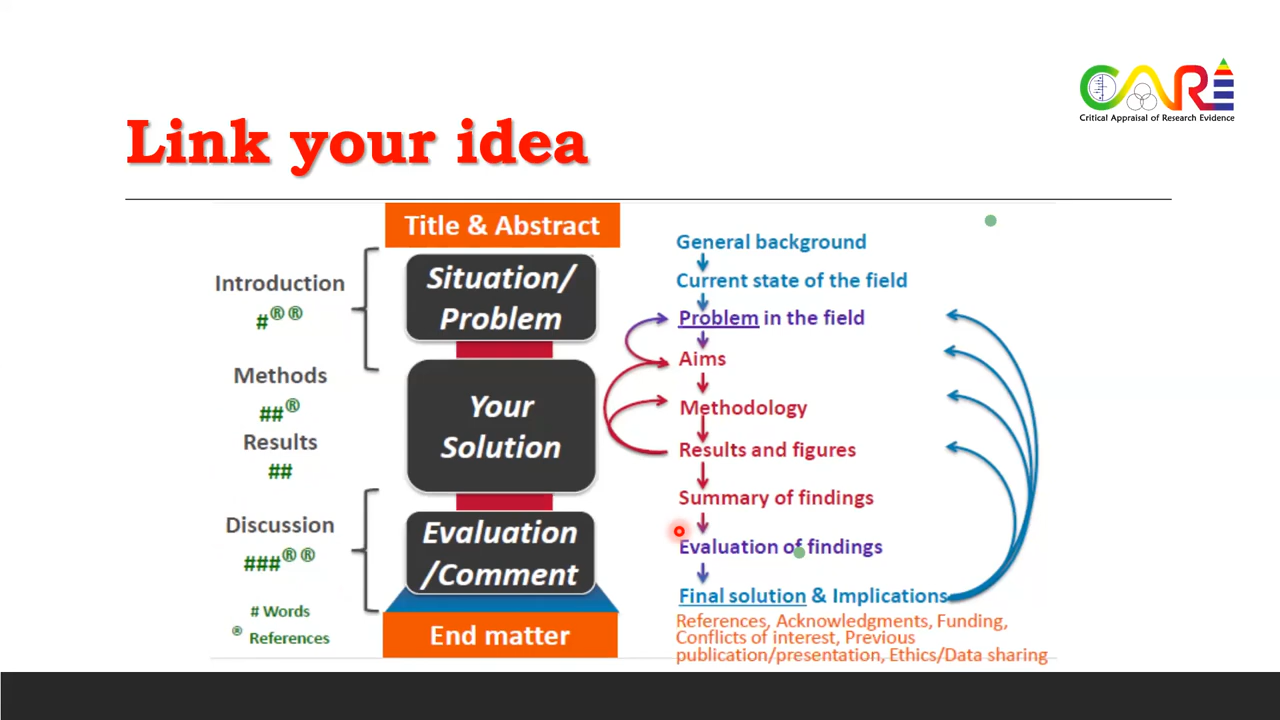 CARE
Critical Appraisal of Research Evidence
Link your idea
Title & Abstract
Introduction
#® ®
Methods
##®
Results
##
Discussion
###® ®
# Words
® References
Situation/
Problem
Your
Solution
Evaluation
/Comment
End matter
General background
Current state of the field
Problem in the field
Aims
Methodology
Results and figures
Summary of findings
Evaluation of findings
Final solution & Implications
References, Acknowledgments, Funding,
Conflicts of interest, Previous
publication/presentation, Ethics/Data sharing